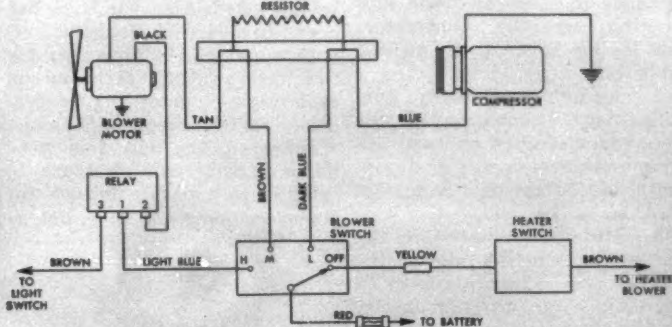 RESISTOR
BLACK
BLOWER
MOTOR
TAN
BLUE
COMPRESSOR
RELAY
3 1 2
BROWN
DARK BLUE
BLOWER
SWITCH
HEATER
SWITCH
H M L OFF
YELLOW
BROWN
LIGHT BLUE
BROWN
TO
LIGHT
SWITCH
TO HEATER
BLOWER
RED
TO BATTERY